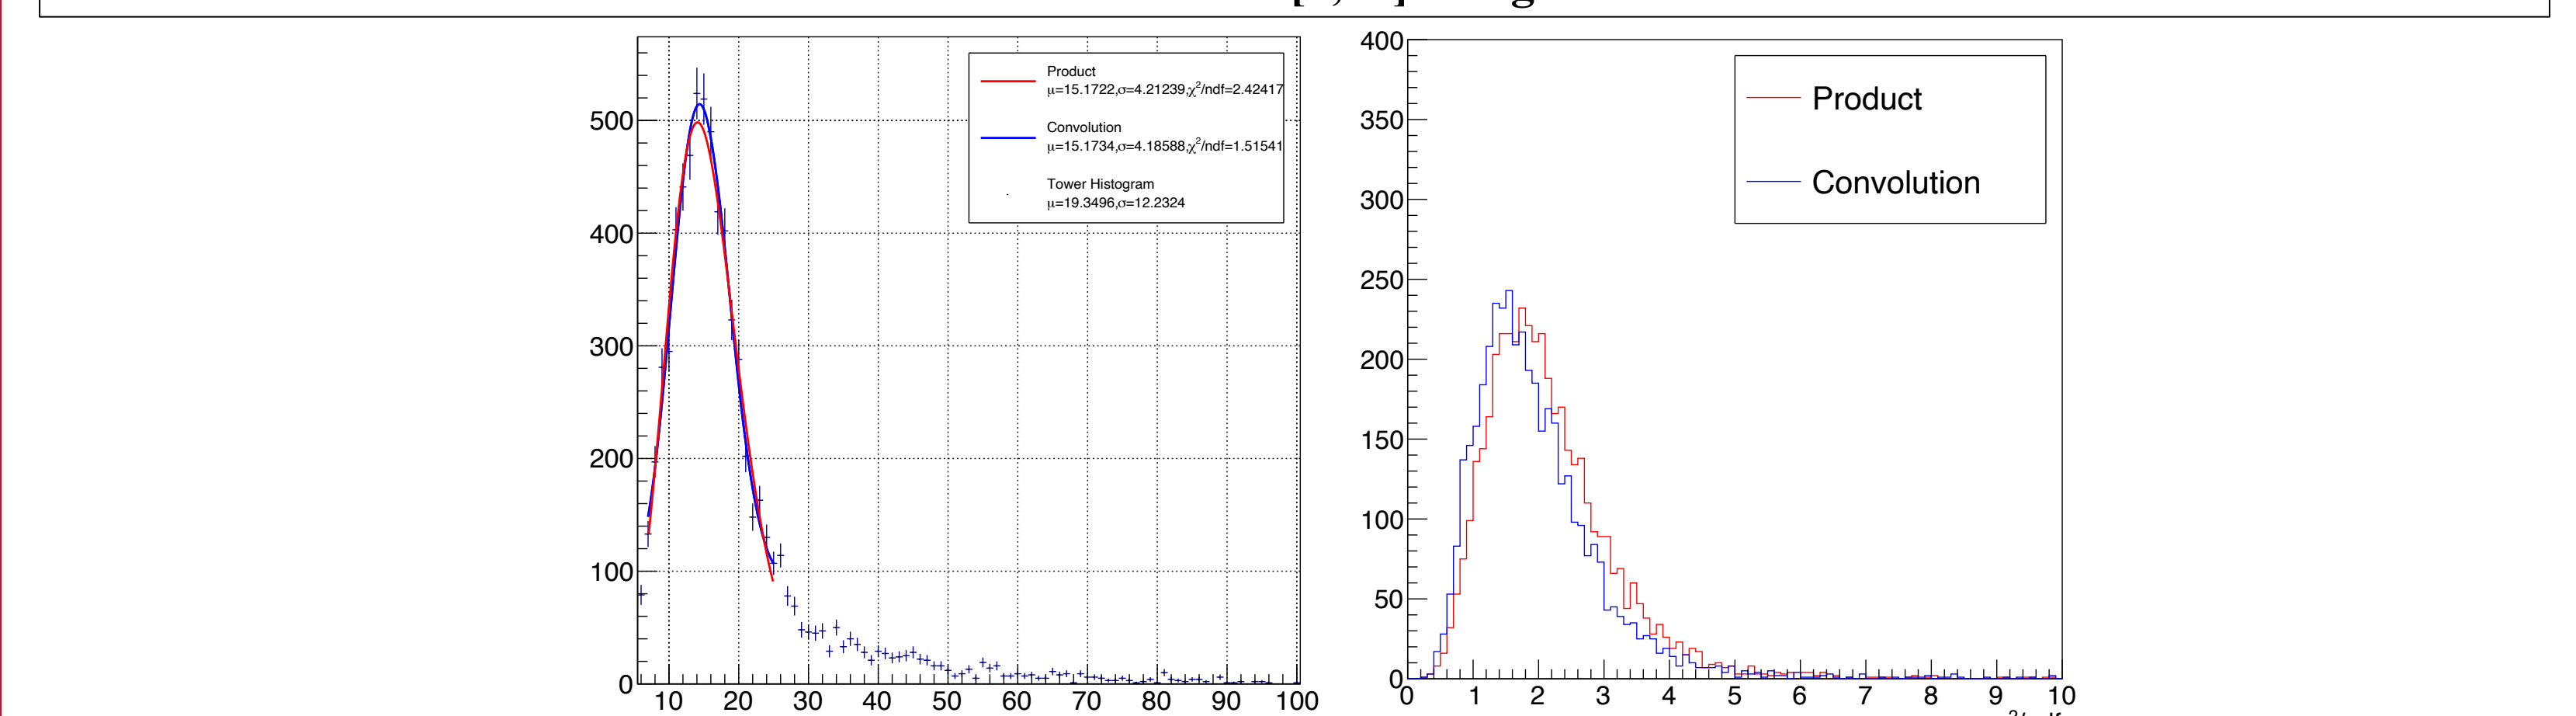 Product
μ=15.1722,σ=4.21239,χ²/ndf=2.42417
Convolution
μ=15.1734,σ=4.18588,χ²/ndf=1.51541
Tower Histogram
μ=19.3496,σ=12.2324
500
400
300
200
100
0
10 20 30 40 50 60 70 80 90 100
Product
Convolution
400
350
300
250
200
150
100
50
0
0 1 2 3 4 5 6 7 8 9 10